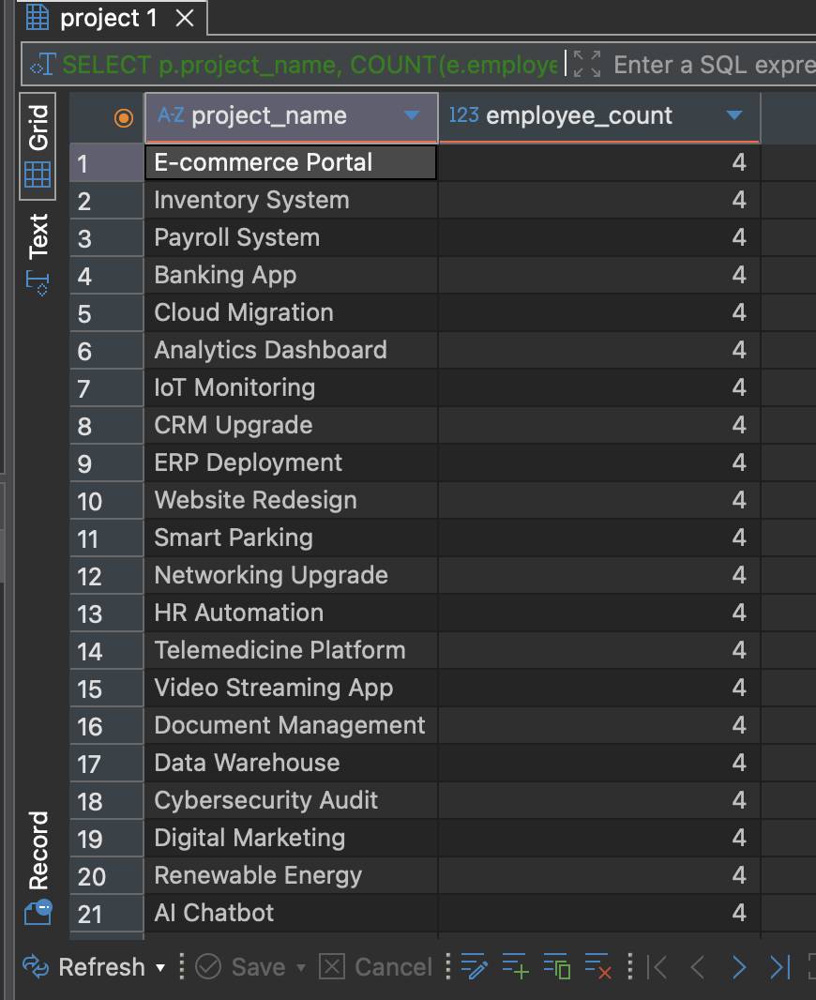 project 1
SELECT p.project_name, COUNT(e.employe Enter a SQL expre
Grid
Text
Record
A-Z project_name 123 employee_count
1 E-commerce Portal 4
2 Inventory System 4
3 Payroll System 4
4 Banking App 4
5 Cloud Migration 4
6 Analytics Dashboard 4
7 IoT Monitoring 4
8 CRM Upgrade 4
9 ERP Deployment 4
10 Website Redesign 4
11 Smart Parking 4
12 Networking Upgrade 4
13 HR Automation 4
14 Telemedicine Platform 4
15 Video Streaming App 4
16 Document Management 4
17 Data Warehouse 4
18 Cybersecurity Audit 4
19 Digital Marketing 4
20 Renewable Energy 4
21 AI Chatbot 4
Refresh Save Cancel